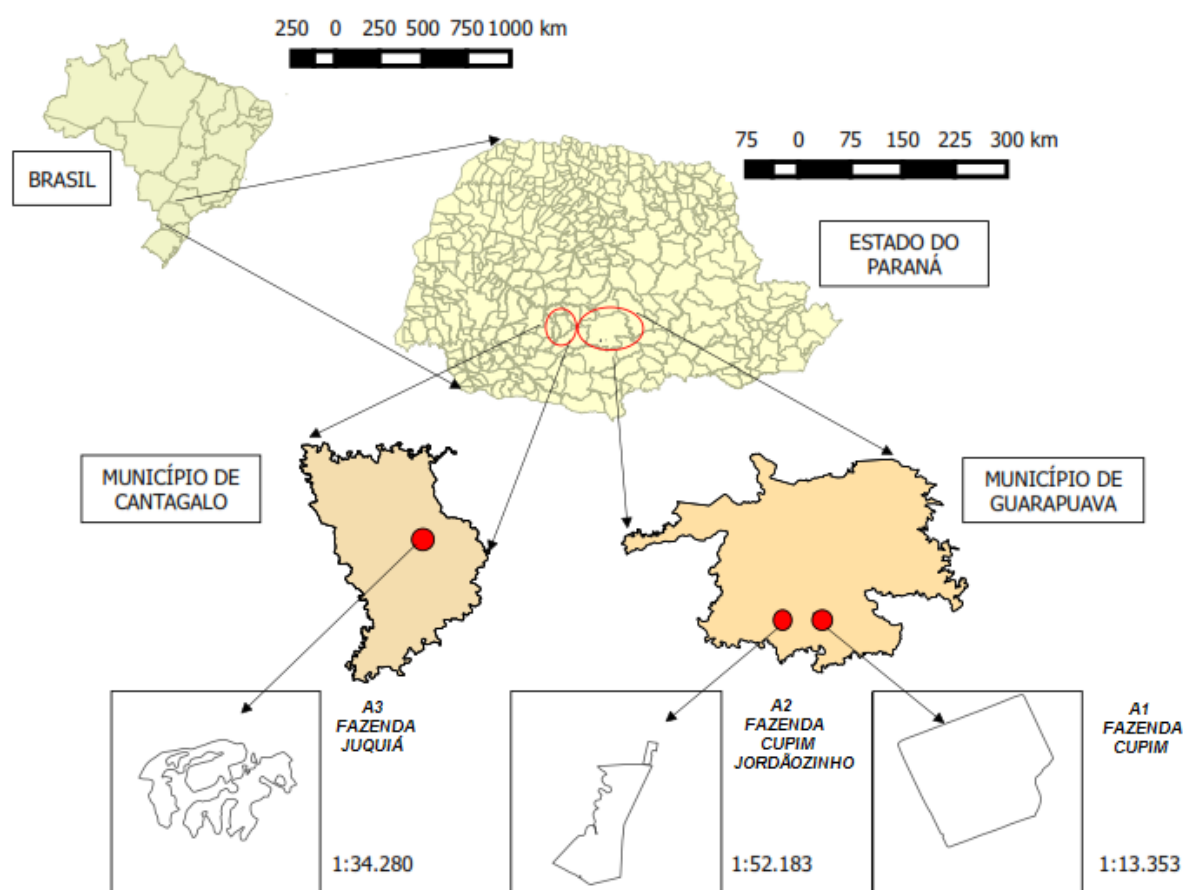 250 0 250 500 750 1000 km
75 0 75 150 225 300 km
BRASIL
ESTADO DO
PARANÁ
MUNICÍPIO DE
CANTAGALO
MUNICÍPIO DE
GUARAPUAVA
A3
FAZENDA
JUQUIÁ
1:34.280
A2
FAZENDA
CUPIM
JORDÃOZINHO
1:52.183
A1
FAZENDA
CUPIM
1:13.353